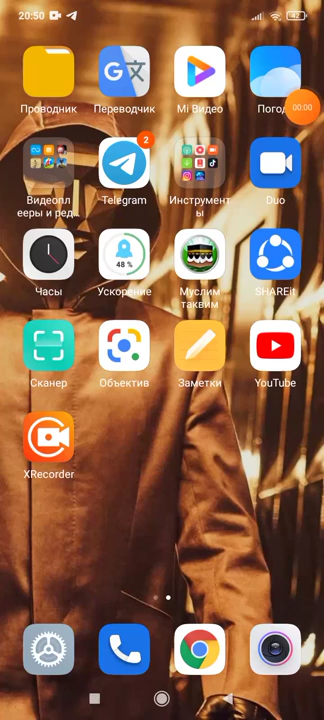 20:50
42
Проводник
Переводчик
Mi Видео
Погод
00:00
Видеопл
ееры и ред...
2
Telegram
Инструмент
ы
Duo
Часы
48 %
Ускорение
Муслим
таквим
SHAREit
Сканер
Объектив
Заметки
YouTube
XRecorder